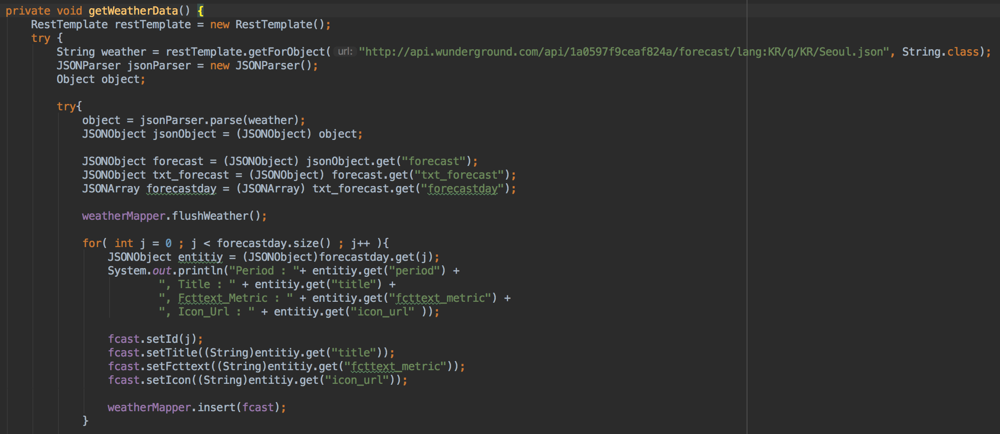 private void getWeatherData() {
RestTemplate restTemplate = new RestTemplate();
try {
String weather = restTemplate.getForObject( url: "http://api.wunderground.com/api/1a0597f9ceaf824a/forecast/lang:KR/q/KR/Seoul.json", String.class);
JSONParser jsonParser = new JSONParser();
Object object;
try{
object = jsonParser.parse(weather);
JSONObject jsonObject = (JSONObject) object;
JSONObject forecast = (JSONObject) jsonObject.get("forecast");
JSONObject txt_forecast = (JSONObject) forecast.get("txt_forecast");
JSONArray forecastday = (JSONArray) txt_forecast.get("forecastday");
weatherMapper.flushWeather();
for( int j = 0 ; j < forecastday.size() ; j++ ){
JSONObject entitiy = (JSONObject)forecastday.get(j);
System.out.println("Period : "+ entitiy.get("period") +
", Title : " + entitiy.get("title") +
", Fcttext_Metric : " + entitiy.get("fcttext_metric") +
", Icon_Url : " + entitiy.get("icon_url" ));
fcast.setId(j);
fcast.setTitle((String)entitiy.get("title"));
fcast.setFcttext((String)entitiy.get("fcttext_metric"));
fcast.setIcon((String)entitiy.get("icon_url"));
weatherMapper.insert(fcast);
}